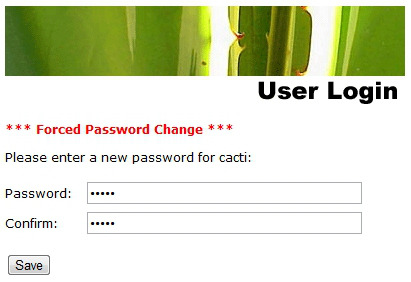 User Login
*** Forced Password Change ***
Please enter a new password for cacti:
Password: •••••
Confirm: •••••
Save